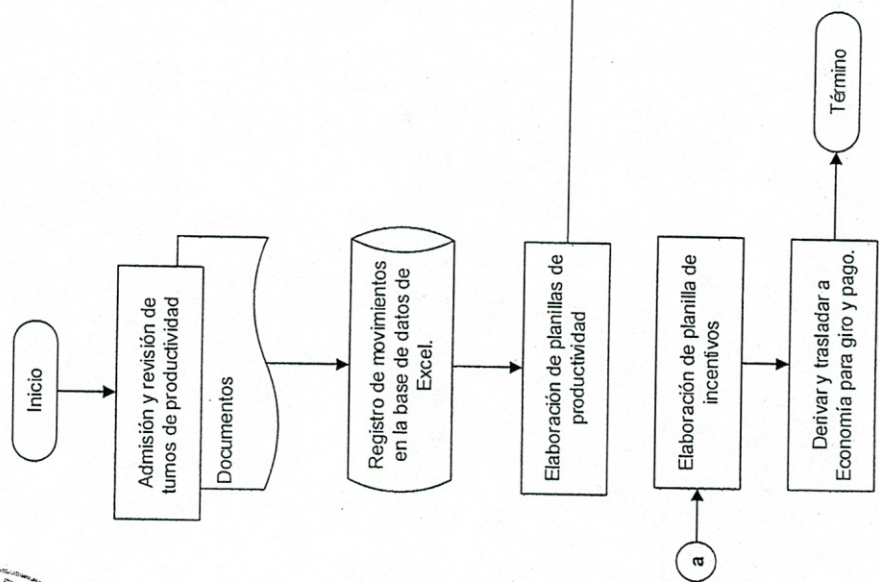 Inicio
Admisión y revisión de
turnos de productividad
Documentos
Registro de movimientos
en la base de datos de
Excel.
Elaboración de planillas de
productividad
a
Elaboración de planilla de
incentivos
Derivar y trasladar a
Economía para giro y pago.
Término